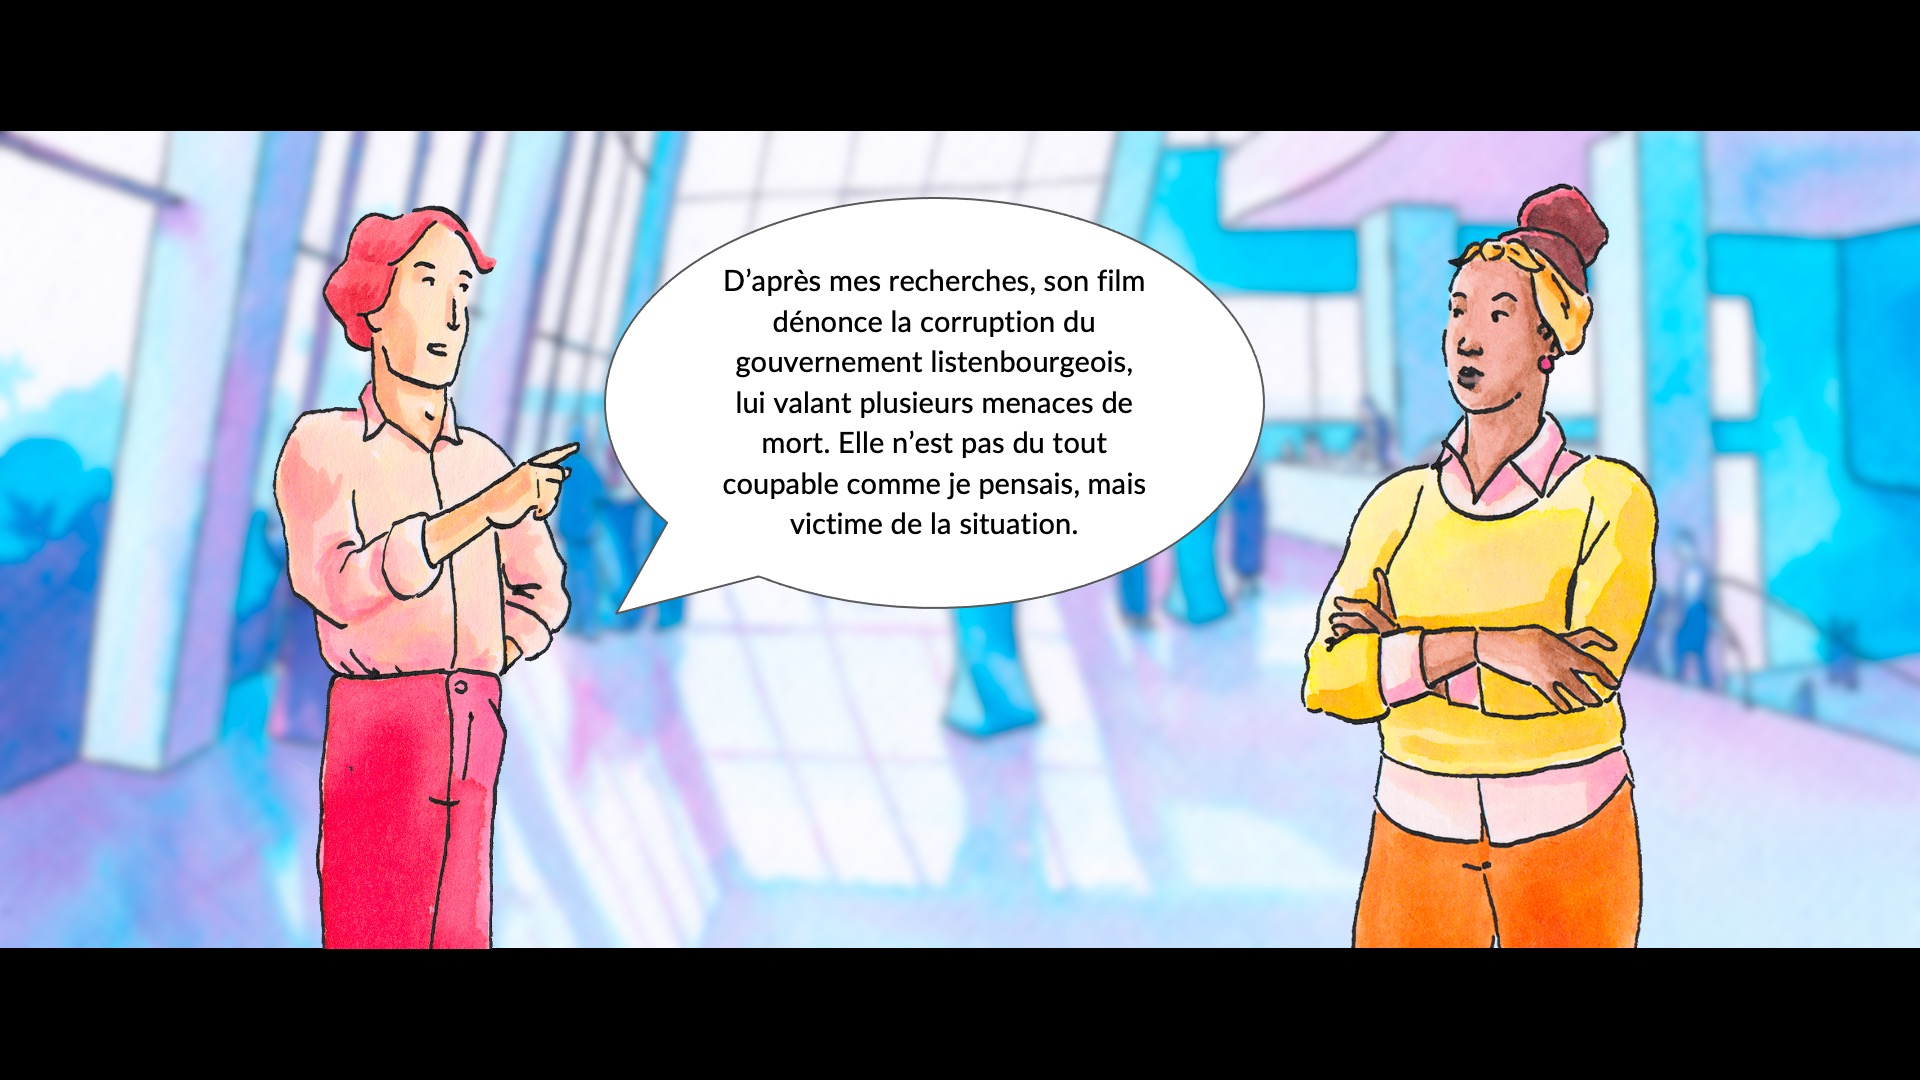 D’après mes recherches, son film
dénonce la corruption du
gouvernement listenbourgeois,
lui valant plusieurs menaces de
mort. Elle n’est pas du tout
coupable comme je pensais, mais
victime de la situation.